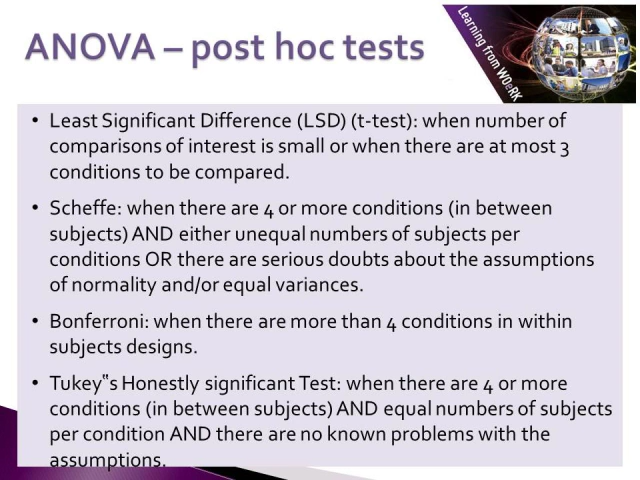 ANOVA – post hoc tests
Learning from WOeRK
• Least Significant Difference (LSD) (t-test): when number of
comparisons of interest is small or when there are at most 3
conditions to be compared.
• Scheffe: when there are 4 or more conditions (in between
subjects) AND either unequal numbers of subjects per
conditions OR there are serious doubts about the assumptions
of normality and/or equal variances.
• Bonferroni: when there are more than 4 conditions in within
subjects designs.
• Tukey‟s Honestly significant Test: when there are 4 or more
conditions (in between subjects) AND equal numbers of subjects
per condition AND there are no known problems with the
assumptions.